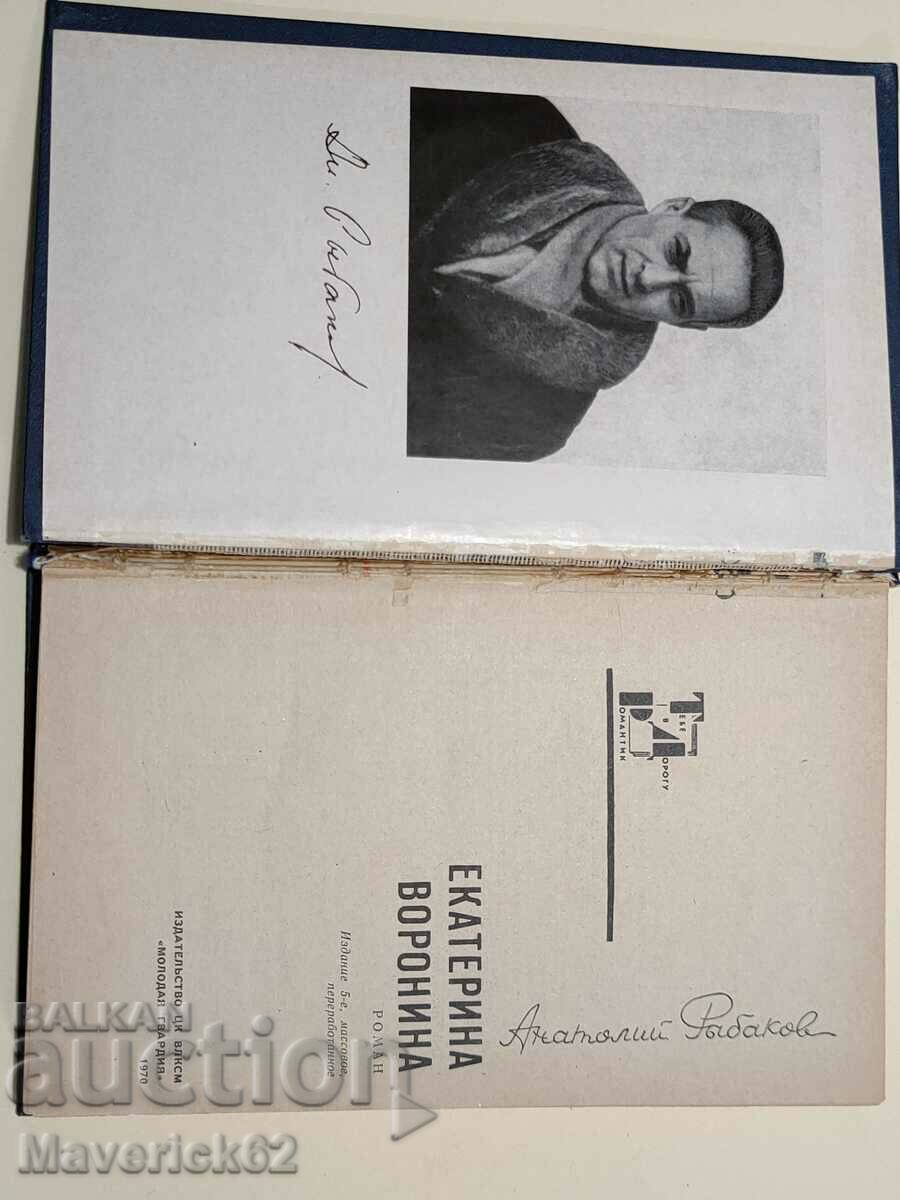 Ан. Рыбаков
Анатолий Рыбаков
ТЕБЕ
В ДОРОГУ
РОМАНТИК
ЕКАТЕРИНА
ВОРОНИНА
РОМАН
Издание 5-е, массовое,
переработанное
ИЗДАТЕЛЬСТВО ЦК ВЛКСМ
«МОЛОДАЯ ГВАРДИЯ»
1970
BALKAN
auction
Maverick62